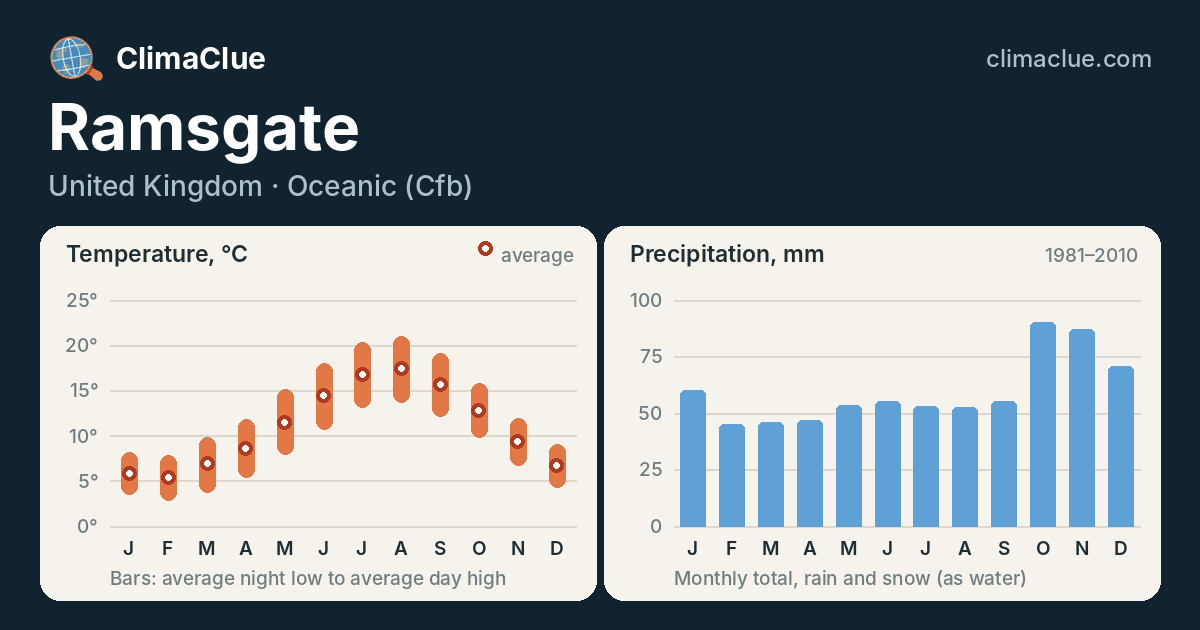 ClimaClue
climaclue.com
Ramsgate
United Kingdom · Oceanic (Cfb)
Temperature, °C
average
25°
20°
15°
10°
5°
0°
J F M A M J J A S O N D
Bars: average night low to average day high
Precipitation, mm
1981–2010
100
75
50
25
0
J F M A M J J A S O N D
Monthly total, rain and snow (as water)